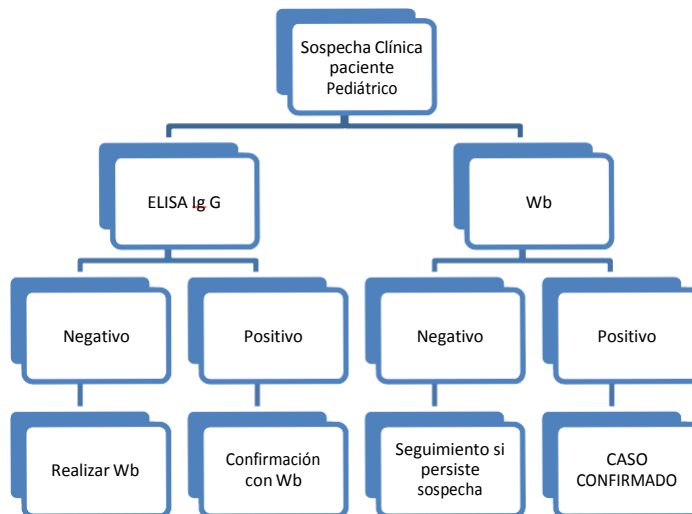 Sospecha Clínica
paciente
Pediátrico
ELISA Ig G
Wb
Negativo
Positivo
Negativo
Positivo
Realizar Wb
Confirmación
con Wb
Seguimiento si
persiste
sospecha
CASO
CONFIRMADO